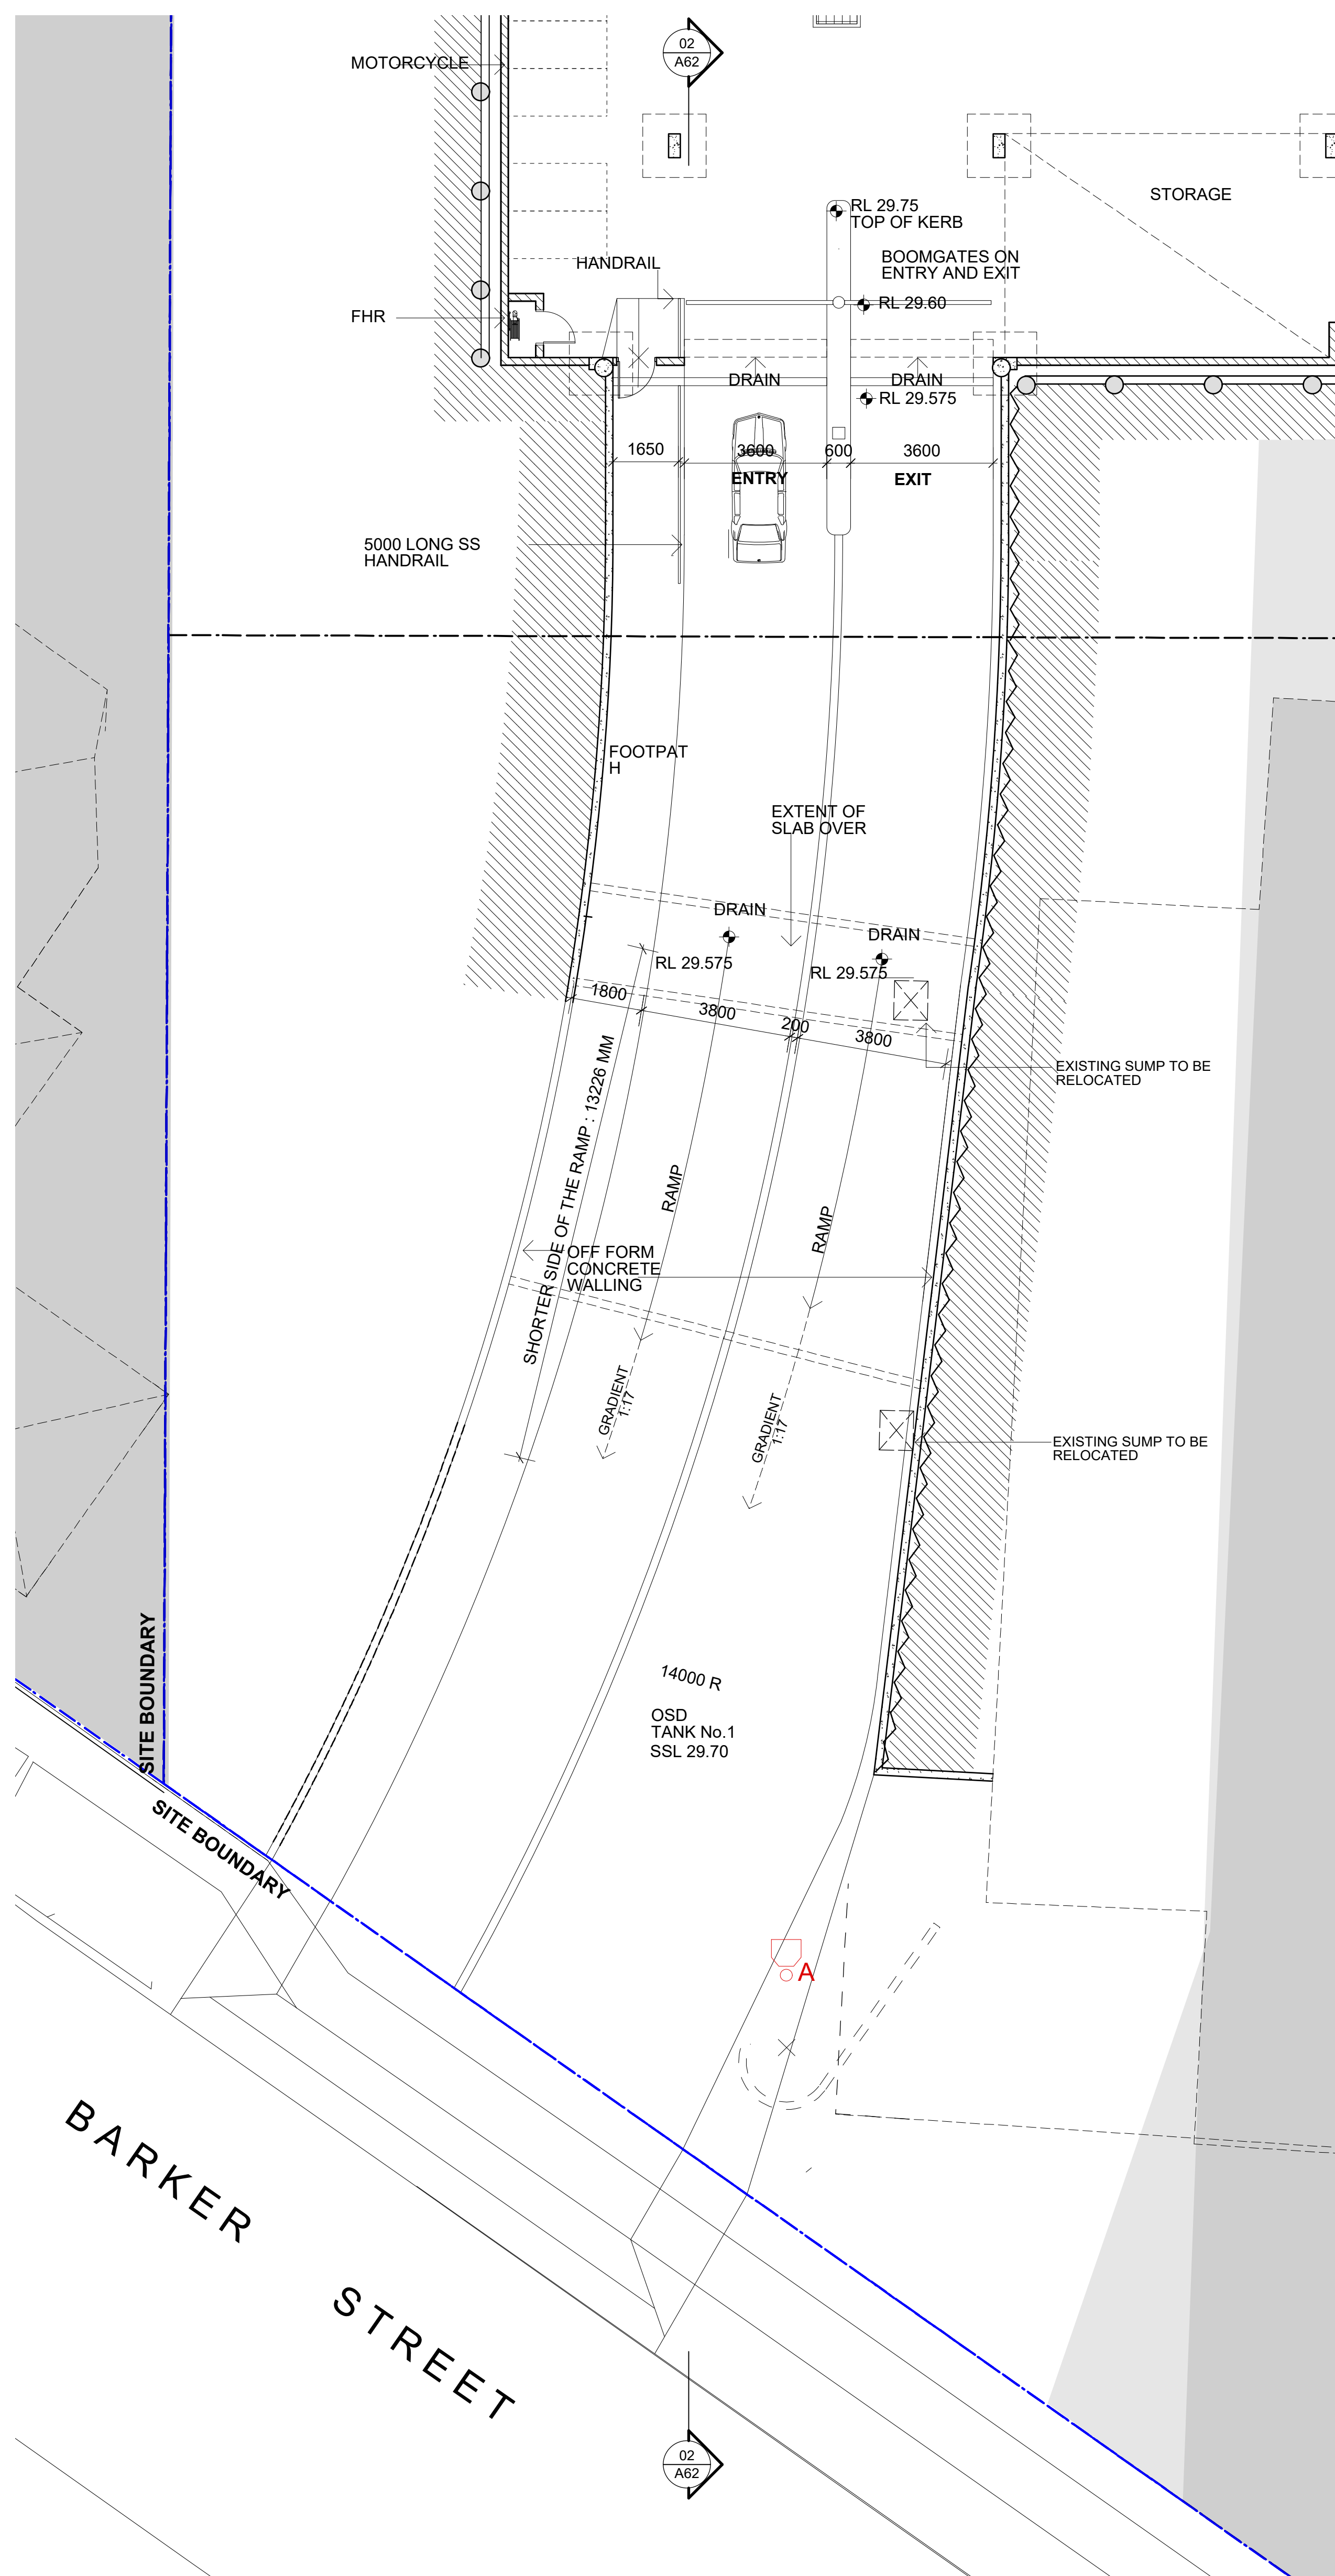 02
A62
MOTORCYCLE
STORAGE
RL 29.75
TOP OF KERB
HANDRAIL
BOOMGATES ON
ENTRY AND EXIT
RL 29.60
FHR
DRAIN
DRAIN
RL 29.575
1650
3600
600
3600
ENTRY
EXIT
5000 LONG SS
HANDRAIL
FOOTPAT
H
EXTENT OF
SLAB OVER
DRAIN
DRAIN
RL 29.575
RL 29.575
1800
3800
200
3800
EXISTING SUMP TO BE
RELOCATED
SHORTER SIDE OF THE RAMP : 13226 MM
RAMP
RAMP
OFF FORM
CONCRETE
WALLING
GRADIENT
1:17
GRADIENT
1:17
EXISTING SUMP TO BE
RELOCATED
SITE BOUNDARY
14000 R
OSD
TANK No.1
SSL 29.70
SITE BOUNDARY
A
BARKER STREET
02
A62